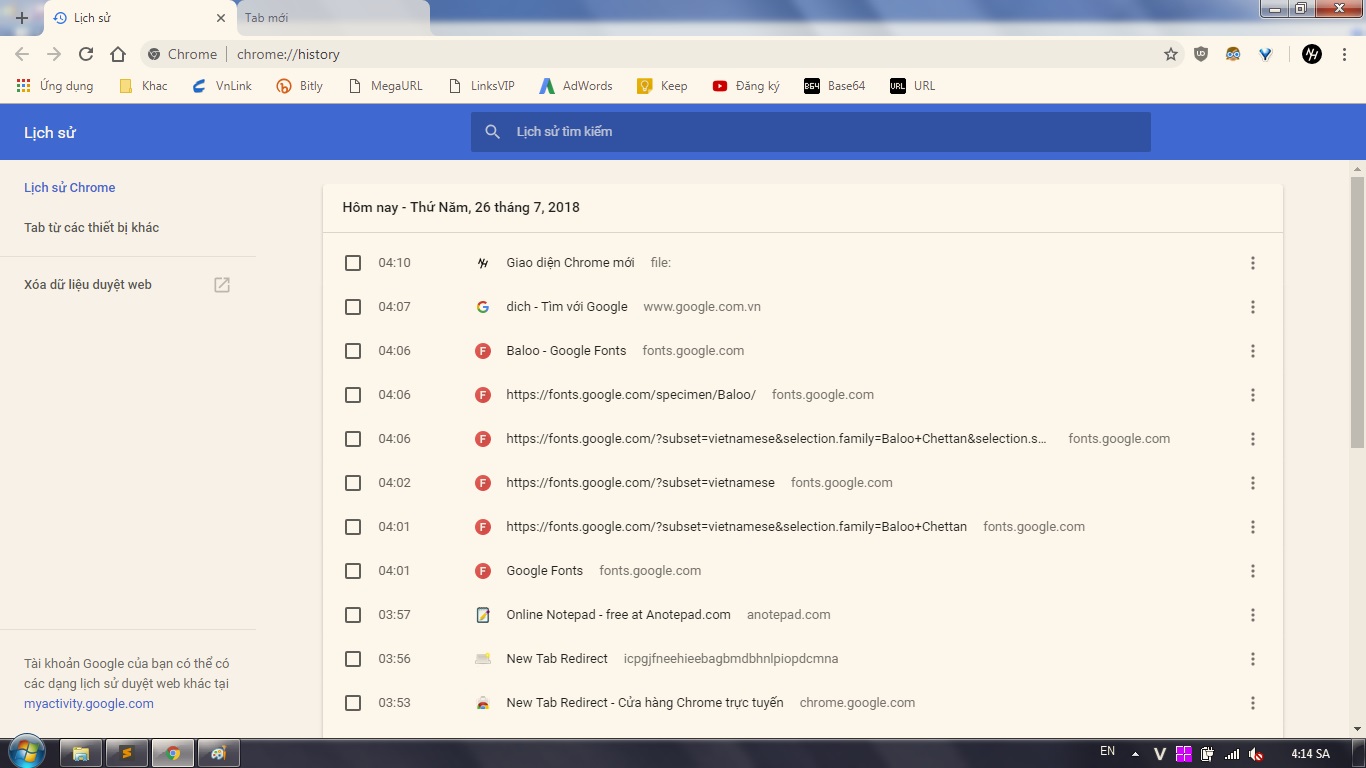 Lịch sử
Tab mới
Chrome
chrome://history
Ứng dụng
Khac
VnLink
Bitly
MegaURL
LinksVIP
AdWords
Keep
Đăng ký
B64 Base64
URL URL
Lịch sử
Lịch sử tìm kiếm
Lịch sử Chrome
Tab từ các thiết bị khác
Xóa dữ liệu duyệt web
Hôm nay - Thứ Năm, 26 tháng 7, 2018
04:10 Giao diện Chrome mới file:
04:07 dich - Tìm với Google www.google.com.vn
04:06 F Baloo - Google Fonts fonts.google.com
04:06 F https://fonts.google.com/specimen/Baloo/ fonts.google.com
04:06 F https://fonts.google.com/?subset=vietnamese&selection.family=Baloo+Chettan&selection.s... fonts.google.com
04:02 F https://fonts.google.com/?subset=vietnamese fonts.google.com
04:01 F https://fonts.google.com/?subset=vietnamese&selection.family=Baloo+Chettan fonts.google.com
04:01 F Google Fonts fonts.google.com
03:57 Online Notepad - free at Anotepad.com anotepad.com
03:56 New Tab Redirect icpgjfneehieebagbmdbhnlpiopdcmna
03:53 New Tab Redirect - Cửa hàng Chrome trực tuyến chrome.google.com
Tài khoản Google của bạn có thể có
các dạng lịch sử duyệt web khác tại
myactivity.google.com
EN
V
4:14 SA